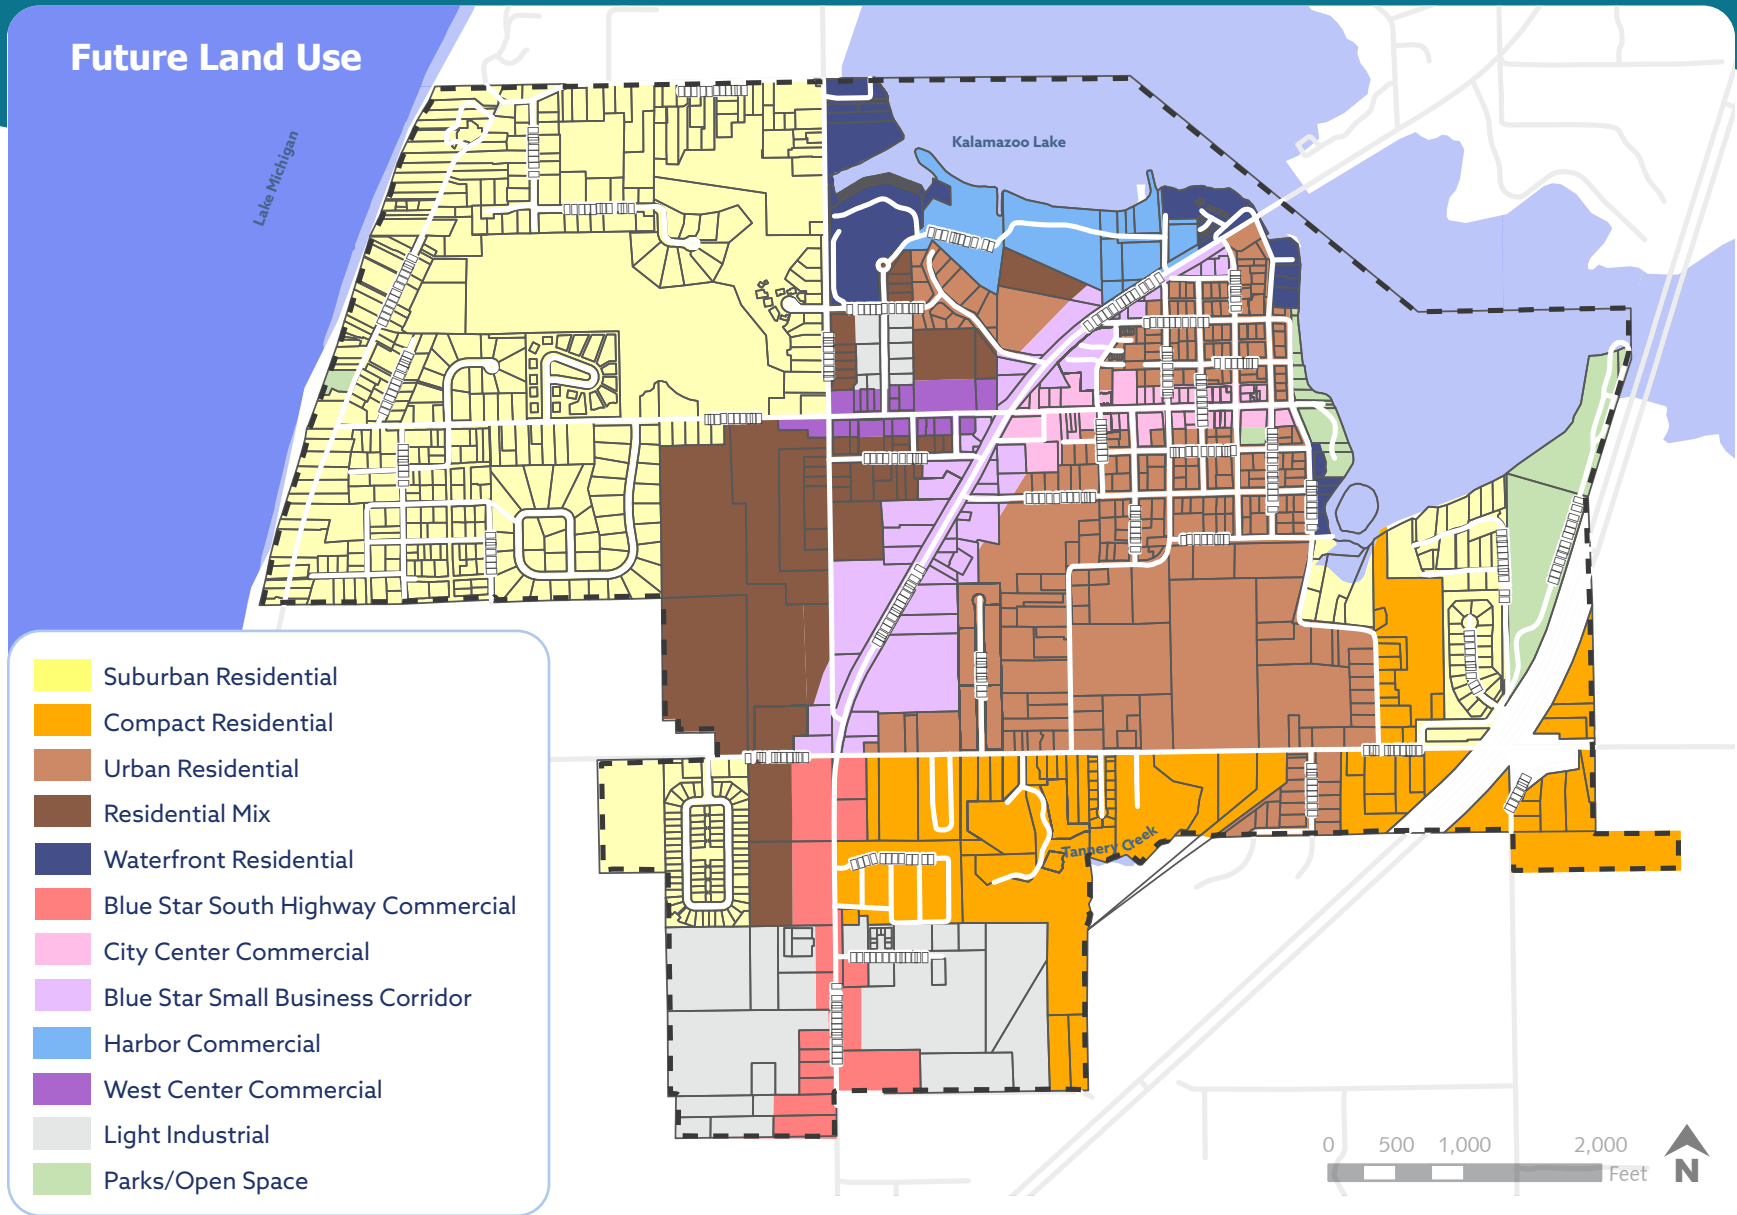 Future Land Use
Kalamazoo Lake
Lake Michigan
Tannery Creek
Suburban Residential
Compact Residential
Urban Residential
Residential Mix
Waterfront Residential
Blue Star South Highway Commercial
City Center Commercial
Blue Star Small Business Corridor
Harbor Commercial
West Center Commercial
Light Industrial
Parks/Open Space
0 500 1,000 2,000
Feet
N